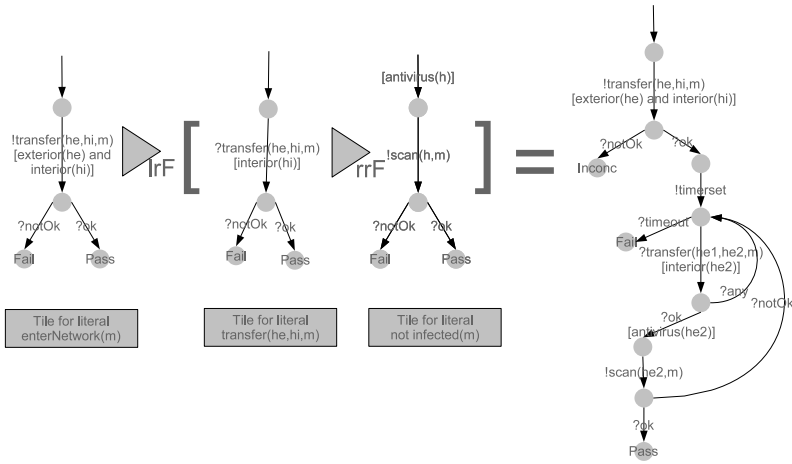 !transfer(he,hi,m)
[exterior(he) and
interior(hi)]
?notOk
?ok
Fail
Pass
Tile for literal
enterNetwork(m)
lrF
[
?transfer(he,hi,m)
[interior(hi)]
?notOk
?ok
Fail
Pass
Tile for literal
transfer(he,hi,m)
rrF
[antivirus(h)]
!scan(h,m)
?notOk
?ok
Fail
Pass
Tile for literal
not infected(m)
]
=
!transfer(he,hi,m)
[exterior(he) and interior(hi)]
?notOk
?ok
Inconc
!timerset
?timeout
Fail
?transfer(he1,he2,m)
[interior(he2)]
?any
?notOk
?ok
[antivirus(he2)]
!scan(he2,m)
?ok
Pass